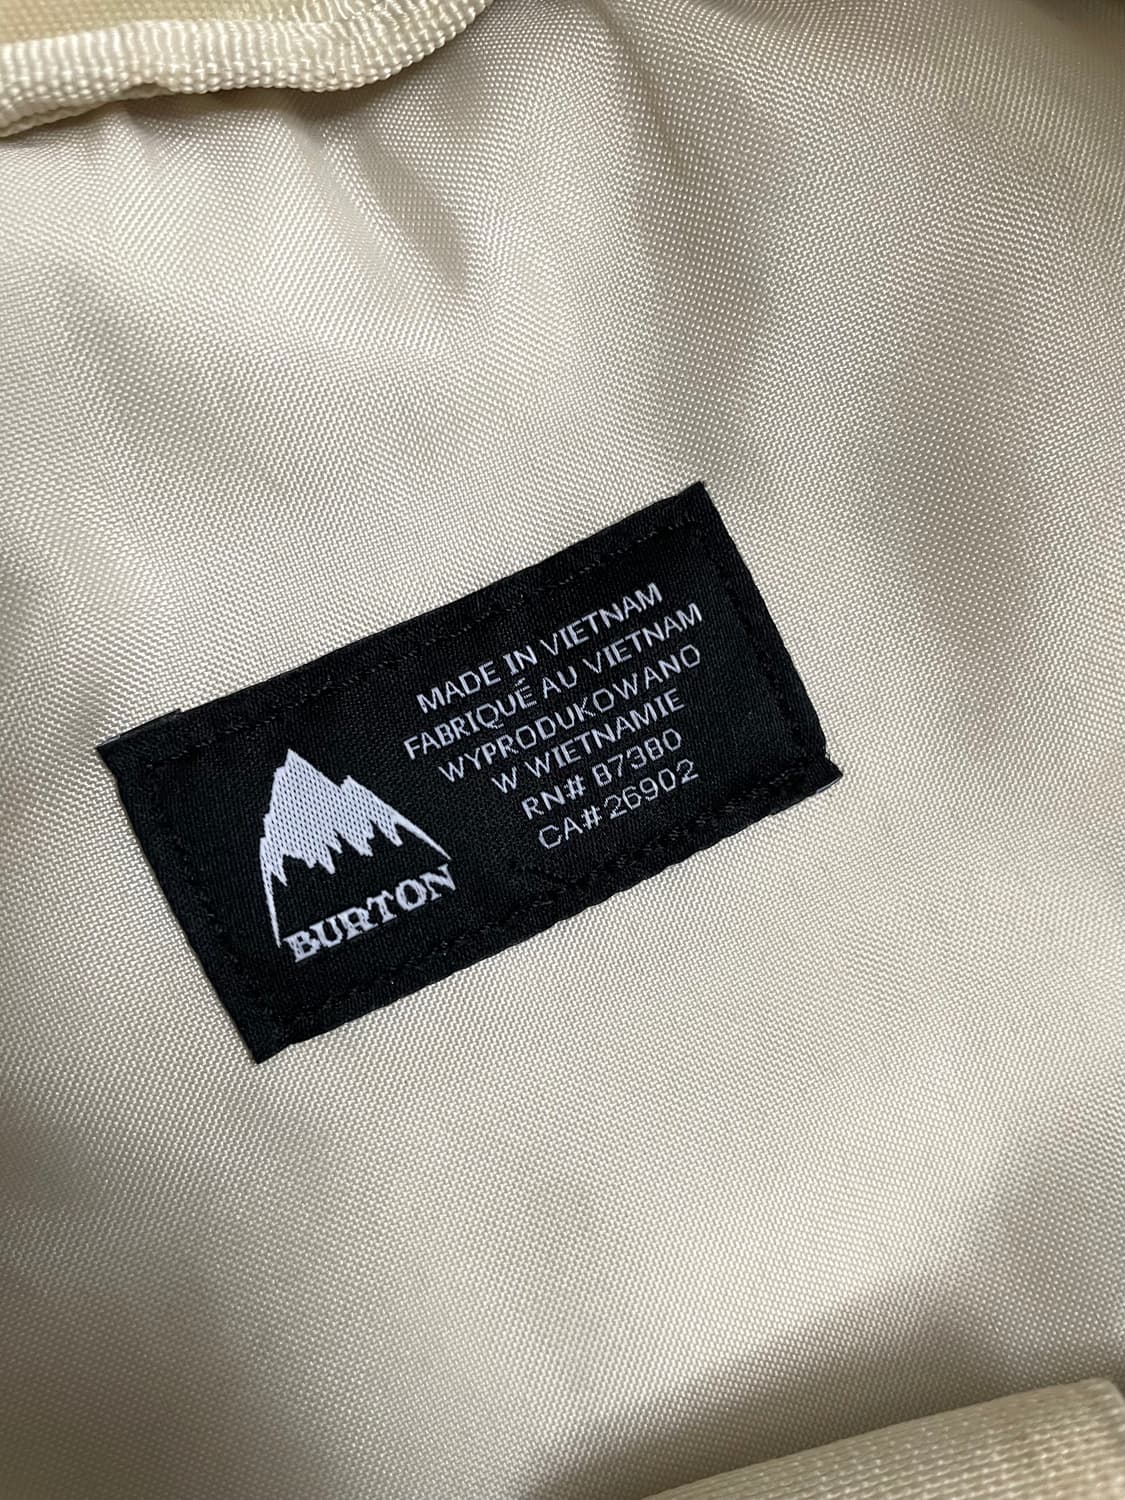 MADE IN VIETNAM
FABRIQUÉ AU VIETNAM
WYPRODUKOWANO
W WIETNAMIE
RN# 87380
CA# 26902
BURTON